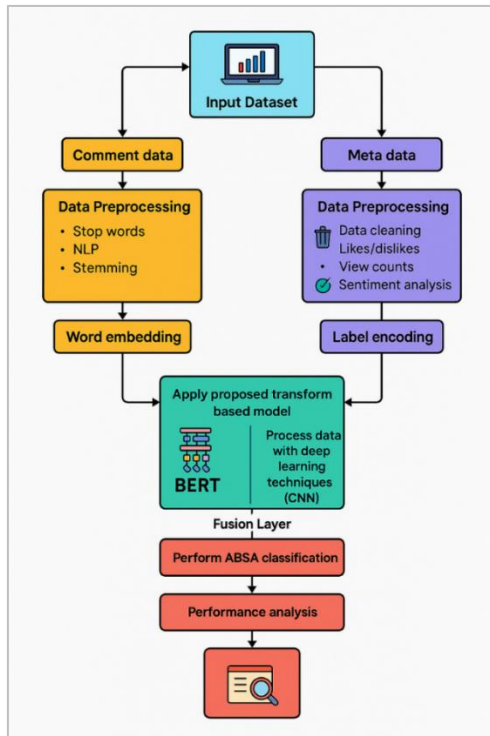 Input Dataset
Comment data
Meta data
Data Preprocessing
• Stop words
• NLP
• Stemming
Data Preprocessing
Data cleaning
Likes/dislikes
• View counts
Sentiment analysis
Word embedding
Label encoding
Apply proposed transform
based model
BERT
Process data
with deep
learning
techniques
(CNN)
Fusion Layer
Perform ABSA classification
Performance analysis